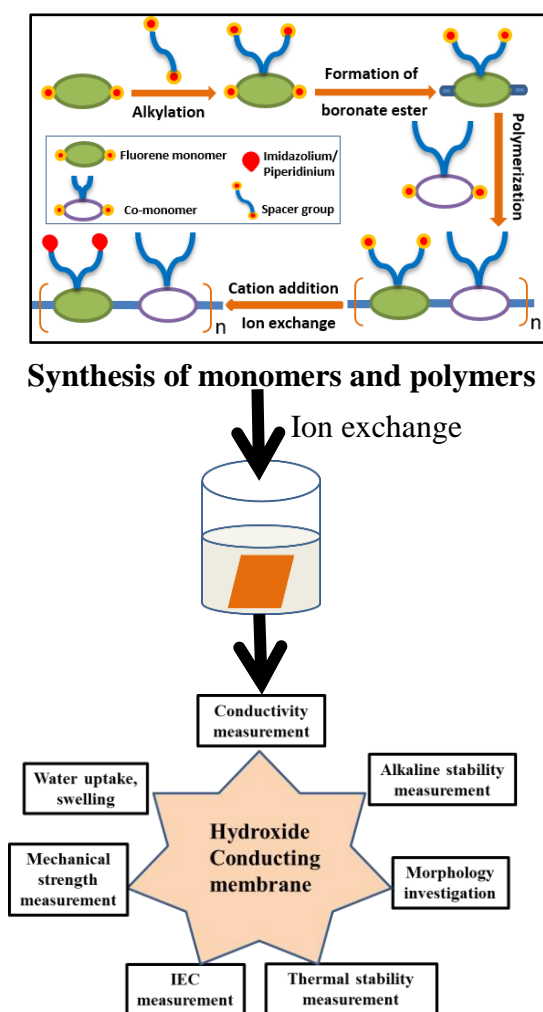 Alkylation
Formation of
boronate ester
Polymerization
Fluorene monomer
Co-monomer
Imidazolium/
Piperidinium
Spacer group
Cation addition
Ion exchange
n
n
Synthesis of monomers and polymers
Ion exchange
Conductivity
measurement
Water uptake,
swelling
Alkaline stability
measurement
Hydroxide
Conducting
membrane
Mechanical
strength
measurement
Morphology
investigation
IEC
measurement
Thermal stability
measurement